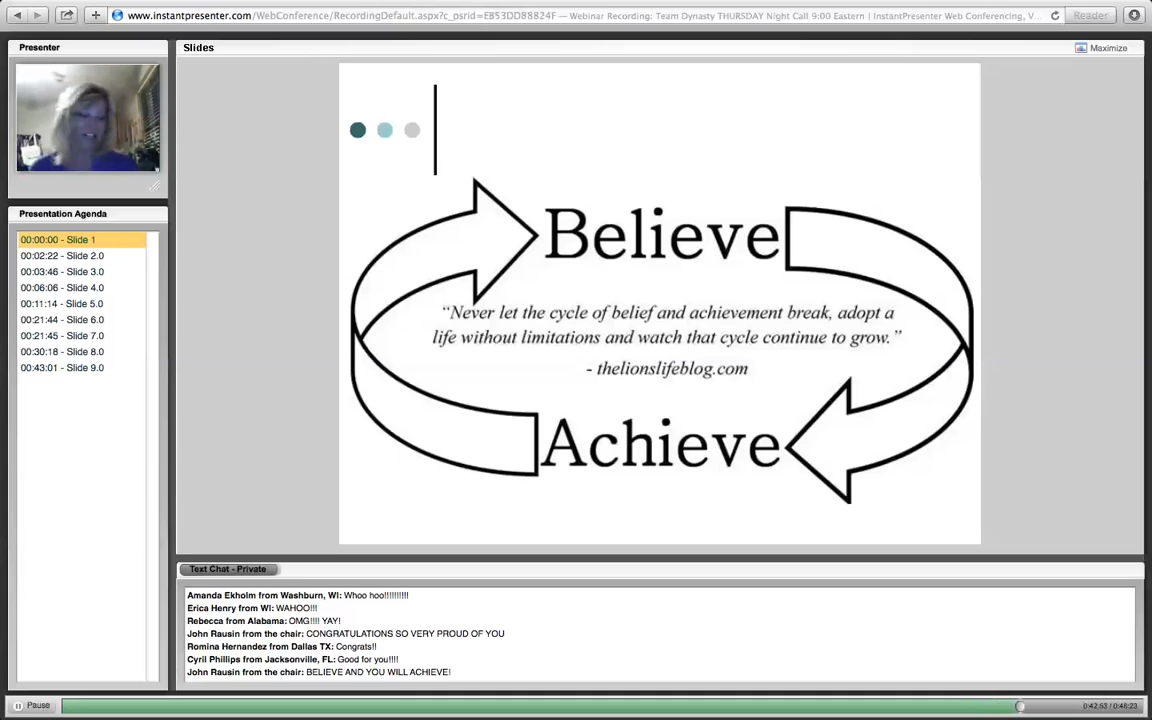 www.instantpresenter.com/WebConference/RecordingDefault.aspx?c_psrid=EB53DD88824F — Webinar Recording: Team Dynasty THURSDAY Night Call 9:00 Eastern | InstantPresenter Web Conferencing, V...
Reader
Presenter
Slides
Maximize
Believe
"Never let the cycle of belief and achievement break, adopt a
life without limitations and watch that cycle continue to grow."
- thelionslifeblog.com
Achieve
Presentation Agenda
00:00:00 - Slide 1
00:02:22 - Slide 2.0
00:03:46 - Slide 3.0
00:06:06 - Slide 4.0
00:11:14 - Slide 5.0
00:21:44 - Slide 6.0
00:21:45 - Slide 7.0
00:30:18 - Slide 8.0
00:43:01 - Slide 9.0
Text Chat - Private
Amanda Ekholm from Washburn, WI: Whoo hoo!!!!!!!!!!
Erica Henry from WI: WAHOO!!!
Rebecca from Alabama: OMG!!!! YAY!
John Rausin from the chair: CONGRATULATIONS SO VERY PROUD OF YOU
Romina Hernandez from Dallas TX: Congrats!!
Cyril Phillips from Jacksonville, FL: Good for you!!!!
John Rausin from the chair: BELIEVE AND YOU WILL ACHIEVE!
Pause
0:42:53 / 0:48:23